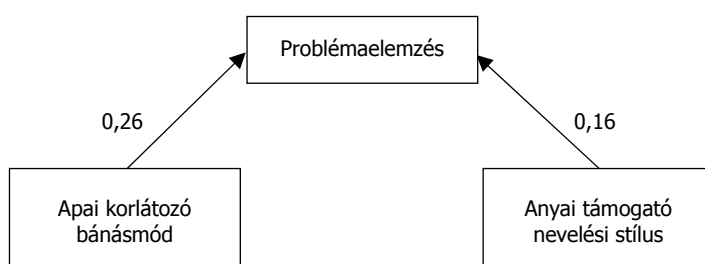 Problémaelemzés
0,26
0,16
Apai korlátozó
bánásmód
Anyai támogató
nevelési stílus